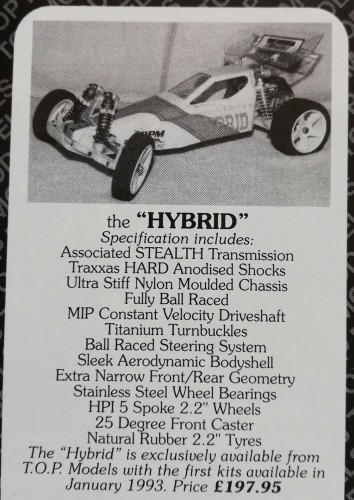 RPM
HYBRID
the "HYBRID"
Specification includes:
Associated STEALTH Transmission
Traxxas HARD Anodised Shocks
Ultra Stiff Nylon Moulded Chassis
Fully Ball Raced
MIP Constant Velocity Driveshaft
Titanium Turnbuckles
Ball Raced Steering System
Sleek Aerodynamic Bodyshell
Extra Narrow Front/Rear Geometry
Stainless Steel Wheel Bearings
HPI 5 Spoke 2.2" Wheels
25 Degree Front Caster
Natural Rubber 2.2" Tyres
The "Hybrid" is exclusively available from
T.O.P. Models with the first kits available in
January 1993. Price £197.95